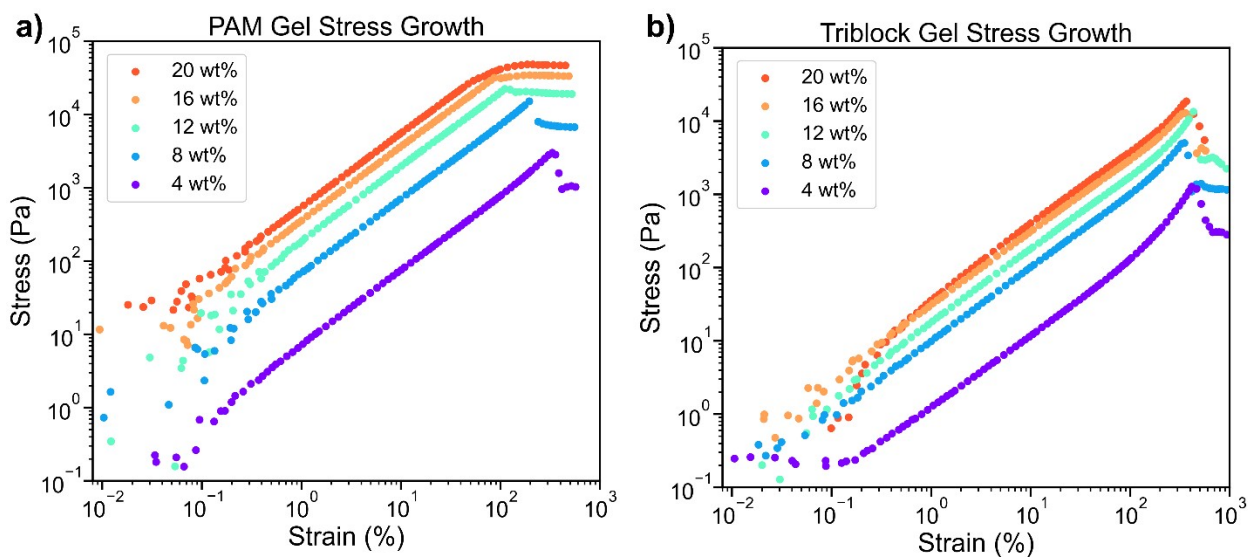 a) PAM Gel Stress Growth
10^5
10^4
10^3
10^2
10^1
10^0
10^−1
Stress (Pa)
20 wt%
16 wt%
12 wt%
8 wt%
4 wt%
10^−2 10^−1 10^0 10^1 10^2 10^3
Strain (%)
b) Triblock Gel Stress Growth
10^5
10^4
10^3
10^2
10^1
10^0
10^−1
Stress (Pa)
20 wt%
16 wt%
12 wt%
8 wt%
4 wt%
10^−2 10^−1 10^0 10^1 10^2 10^3
Strain (%)